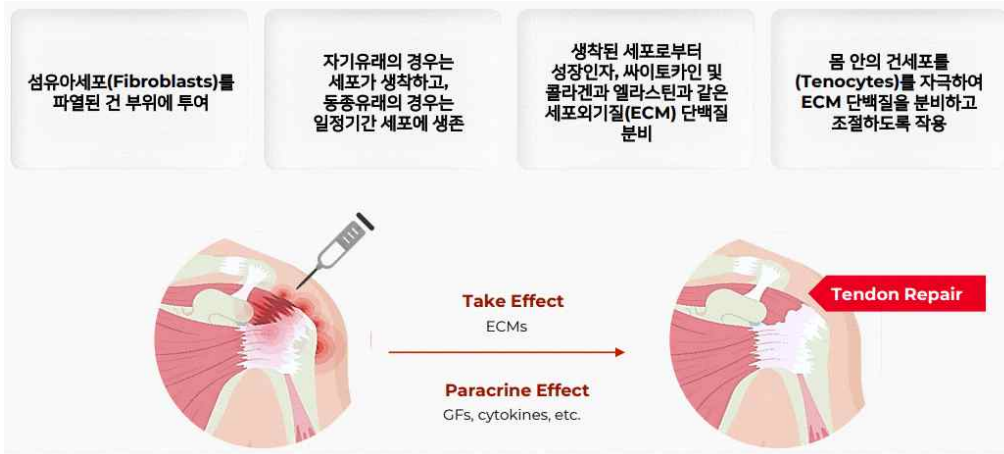 섬유아세포(Fibroblasts)를
파열된 건 부위에 투여
자기유래의 경우는
세포가 생착하고,
동종유래의 경우는
일정기간 세포에 생존
생착된 세포로부터
성장인자, 싸이토카인 및
콜라겐과 엘라스틴과 같은
세포외기질(ECM) 단백질
분비
몸 안의 건세포를
(Tenocytes)를 자극하여
ECM 단백질을 분비하고
조절하도록 작용
Take Effect
ECMs
Paracrine Effect
GFs, cytokines, etc.
Tendon Repair